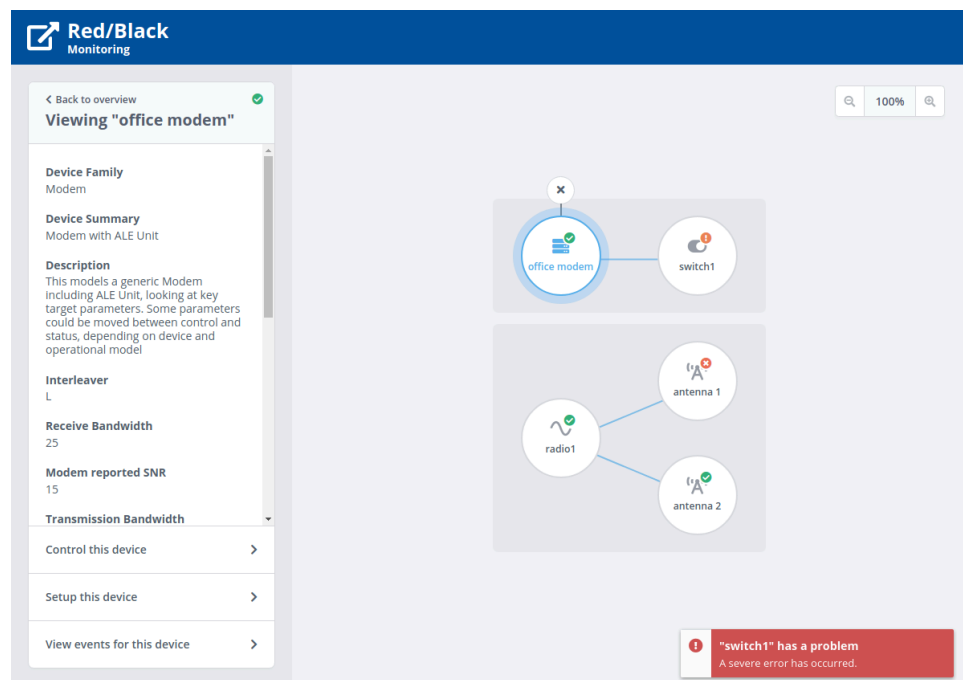 Red/Black
Monitoring
Back to overview
Viewing "office modem"
Device Family
Modem
Device Summary
Modem with ALE Unit
Description
This models a generic Modem
including ALE Unit, looking at key
target parameters. Some parameters
could be moved between control and
status, depending on device and
operational model
Interleaver
L
Receive Bandwidth
25
Modem reported SNR
15
Transmission Bandwidth
Control this device
Setup this device
View events for this device
100%
office modem
switch1
antenna 1
radio1
antenna 2
"switch1" has a problem
A severe error has occurred.